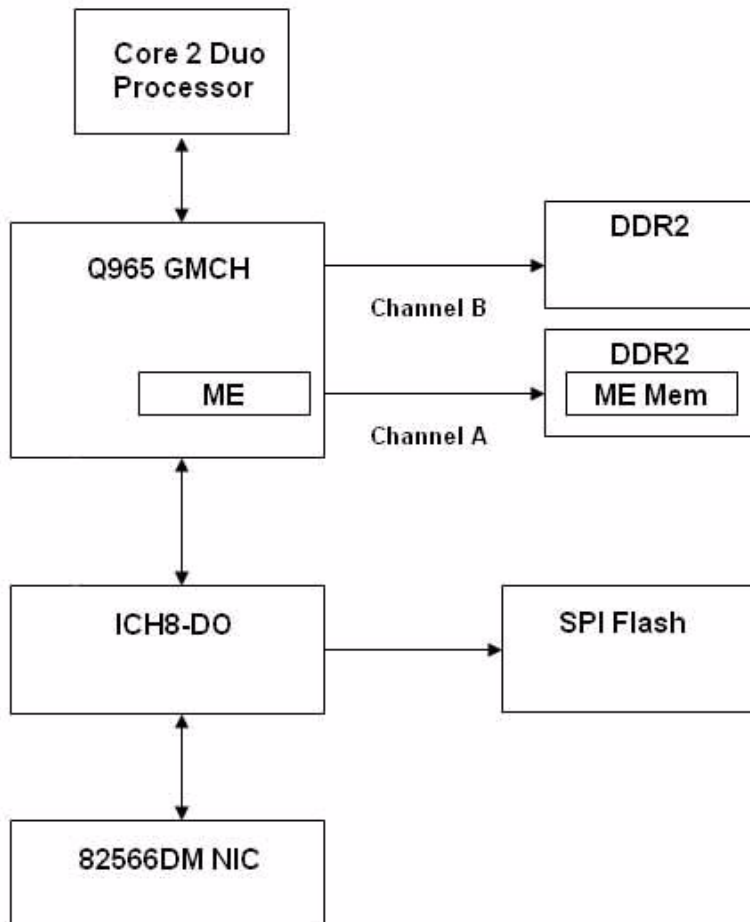 Core 2 Duo
Processor
Q965 GMCH
DDR2
Channel B
DDR2
ME
ME Mem
Channel A
ICH8-DO
SPI Flash
82566DM NIC